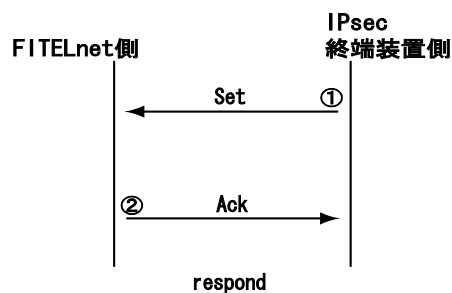 IPsec
FITELnet側 終端装置側
Set ①
② Ack
respond